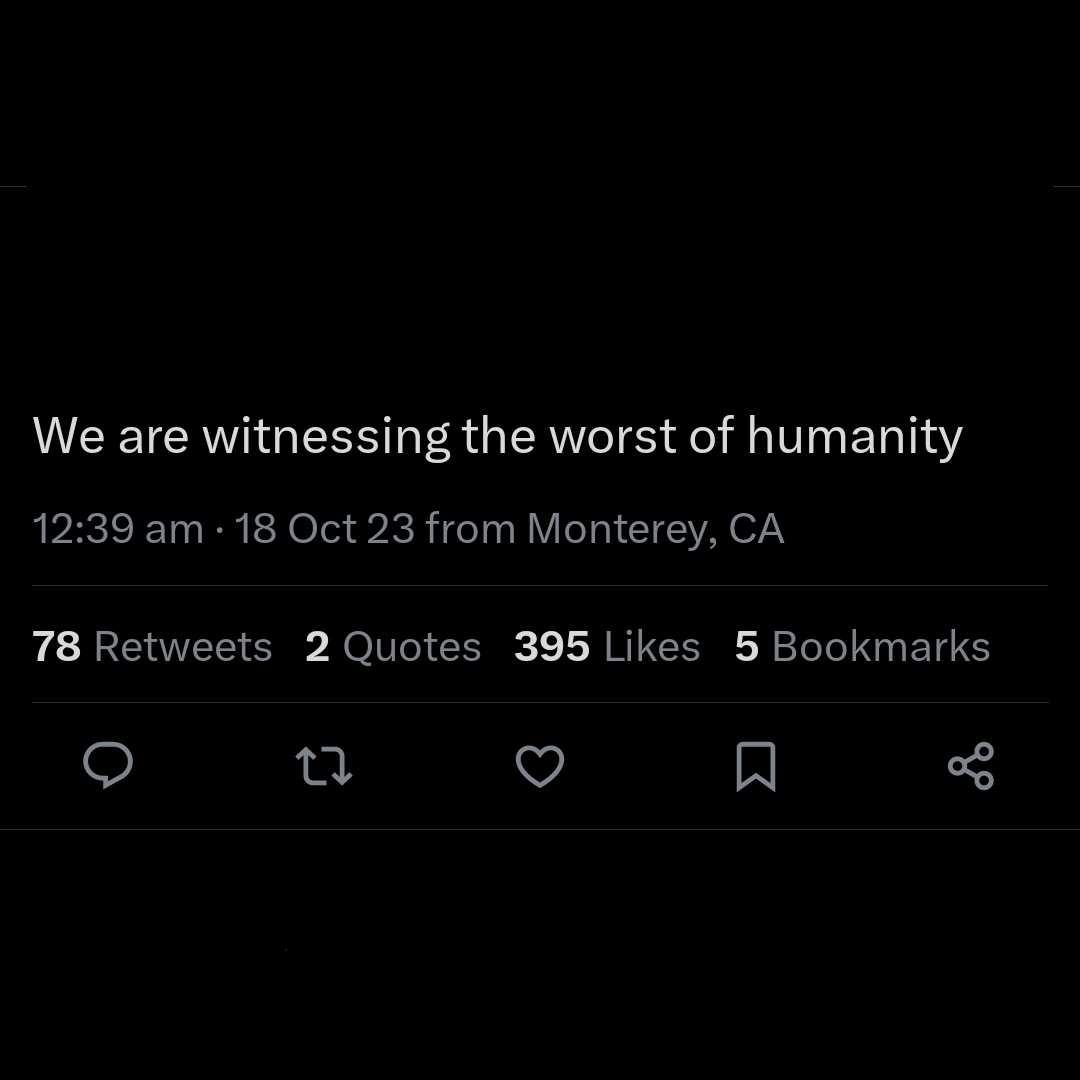 We are witnessing the worst of humanity
12:39 am · 18 Oct 23 from Monterey, CA
78 Retweets 2 Quotes 395 Likes 5 Bookmarks